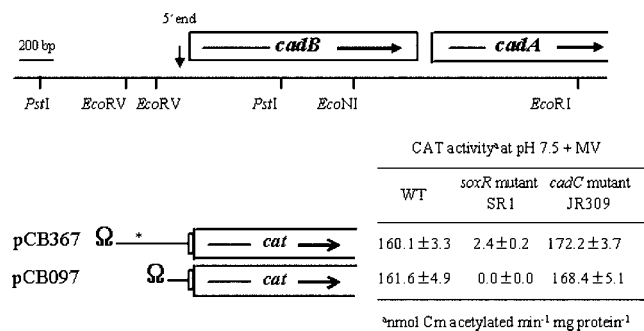 5' end
200 bp
cadB
cadA
PstI
EcoRV
EcoRV
PstI
EcoNI
EcoRI
CAT activityᵃ at pH 7.5 + MV
WT
soxR mutant SR1
cadC mutant JR309
pCB367 Ω * cat 160.1±3.3 2.4±0.2 172.2±3.7
pCB097 Ω cat 161.6±4.9 0.0±0.0 168.4±5.1
ᵃnmol Cm acetylated min⁻¹ mg protein⁻¹